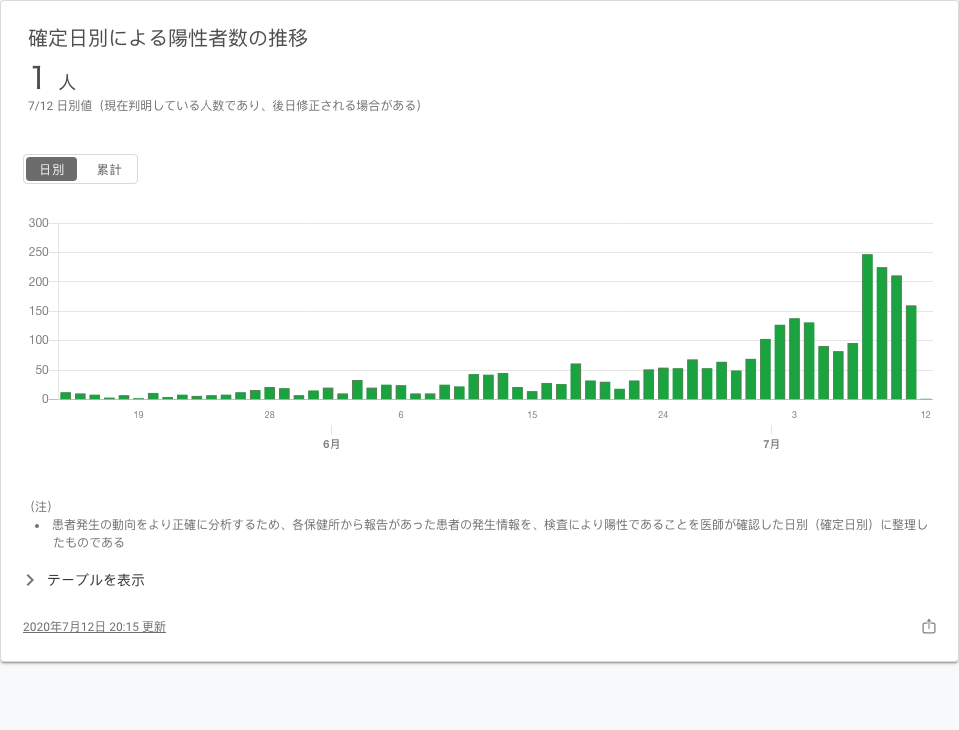 確定日別による陽性者数の推移
1 人
7/12 日別値（現在判明している人数であり、後日修正される場合がある）
日別 累計
300
250
200
150
100
50
0
19 28 6 15 24 3 12
6月 7月
（注）
• 患者発生の動向をより正確に分析するため、各保健所から報告があった患者の発生情報を、検査により陽性であることを医師が確認した日別（確定日別）に整理し
たものである
テーブルを表示
2020年7月12日 20:15 更新